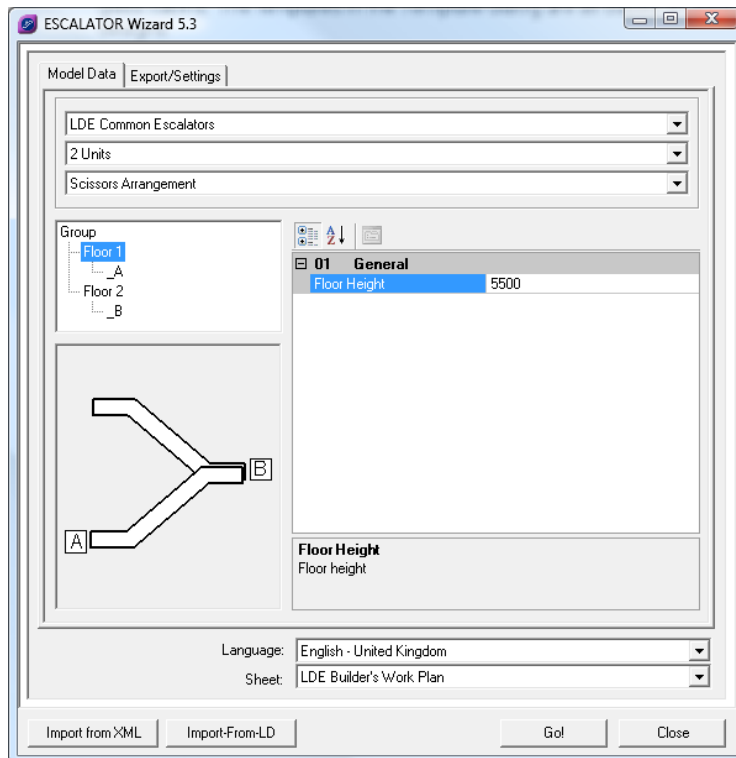 ESCALATOR Wizard 5.3
Model Data
Export/Settings
LDE Common Escalators
2 Units
Scissors Arrangement
Group
Floor 1
_A
Floor 2
_B
01 General
Floor Height 5500
B
A
Floor Height
Floor height
Language: English - United Kingdom
Sheet: LDE Builder's Work Plan
Import from XML
Import-From-LD
Go!
Close